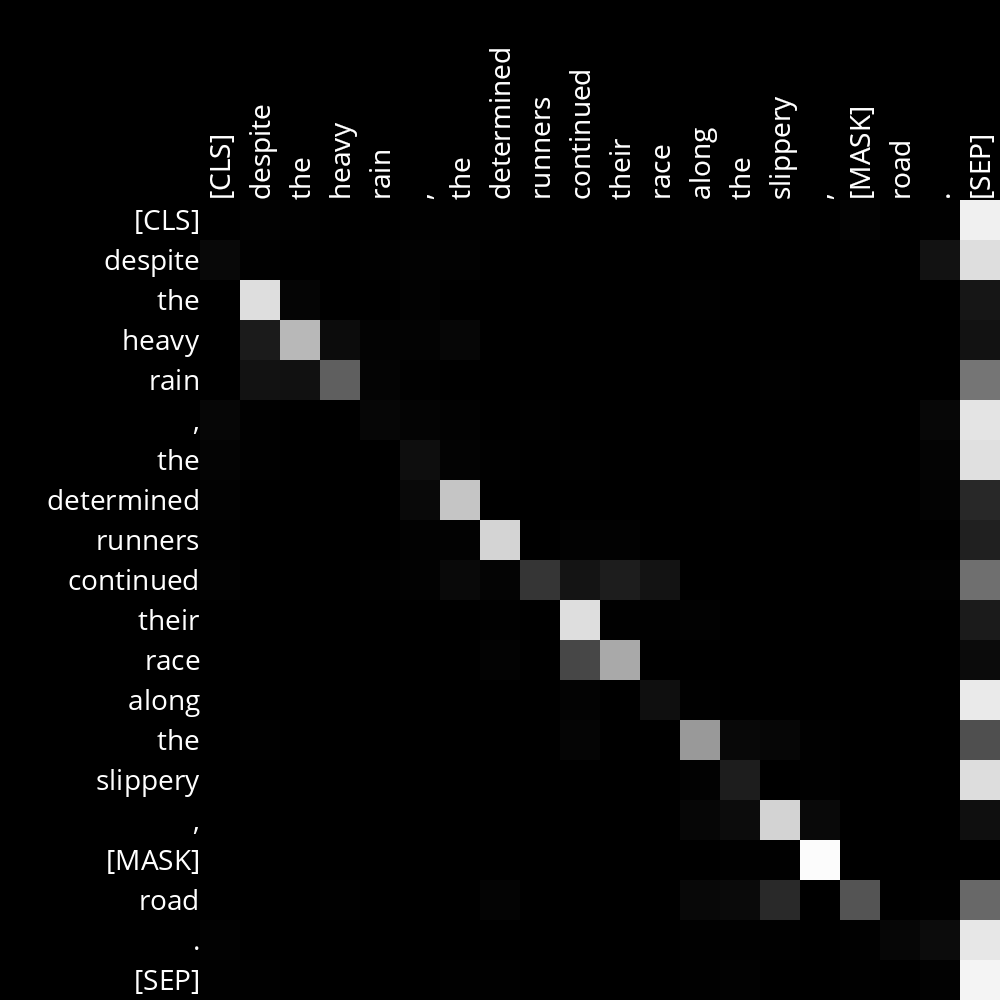 [CLS] despite the heavy rain , the determined runners continued their race along the slippery , [MASK] road . [SEP]
[CLS]
despite
the
heavy
rain
,
the
determined
runners
continued
their
race
along
the
slippery
,
[MASK]
road
.
[SEP]